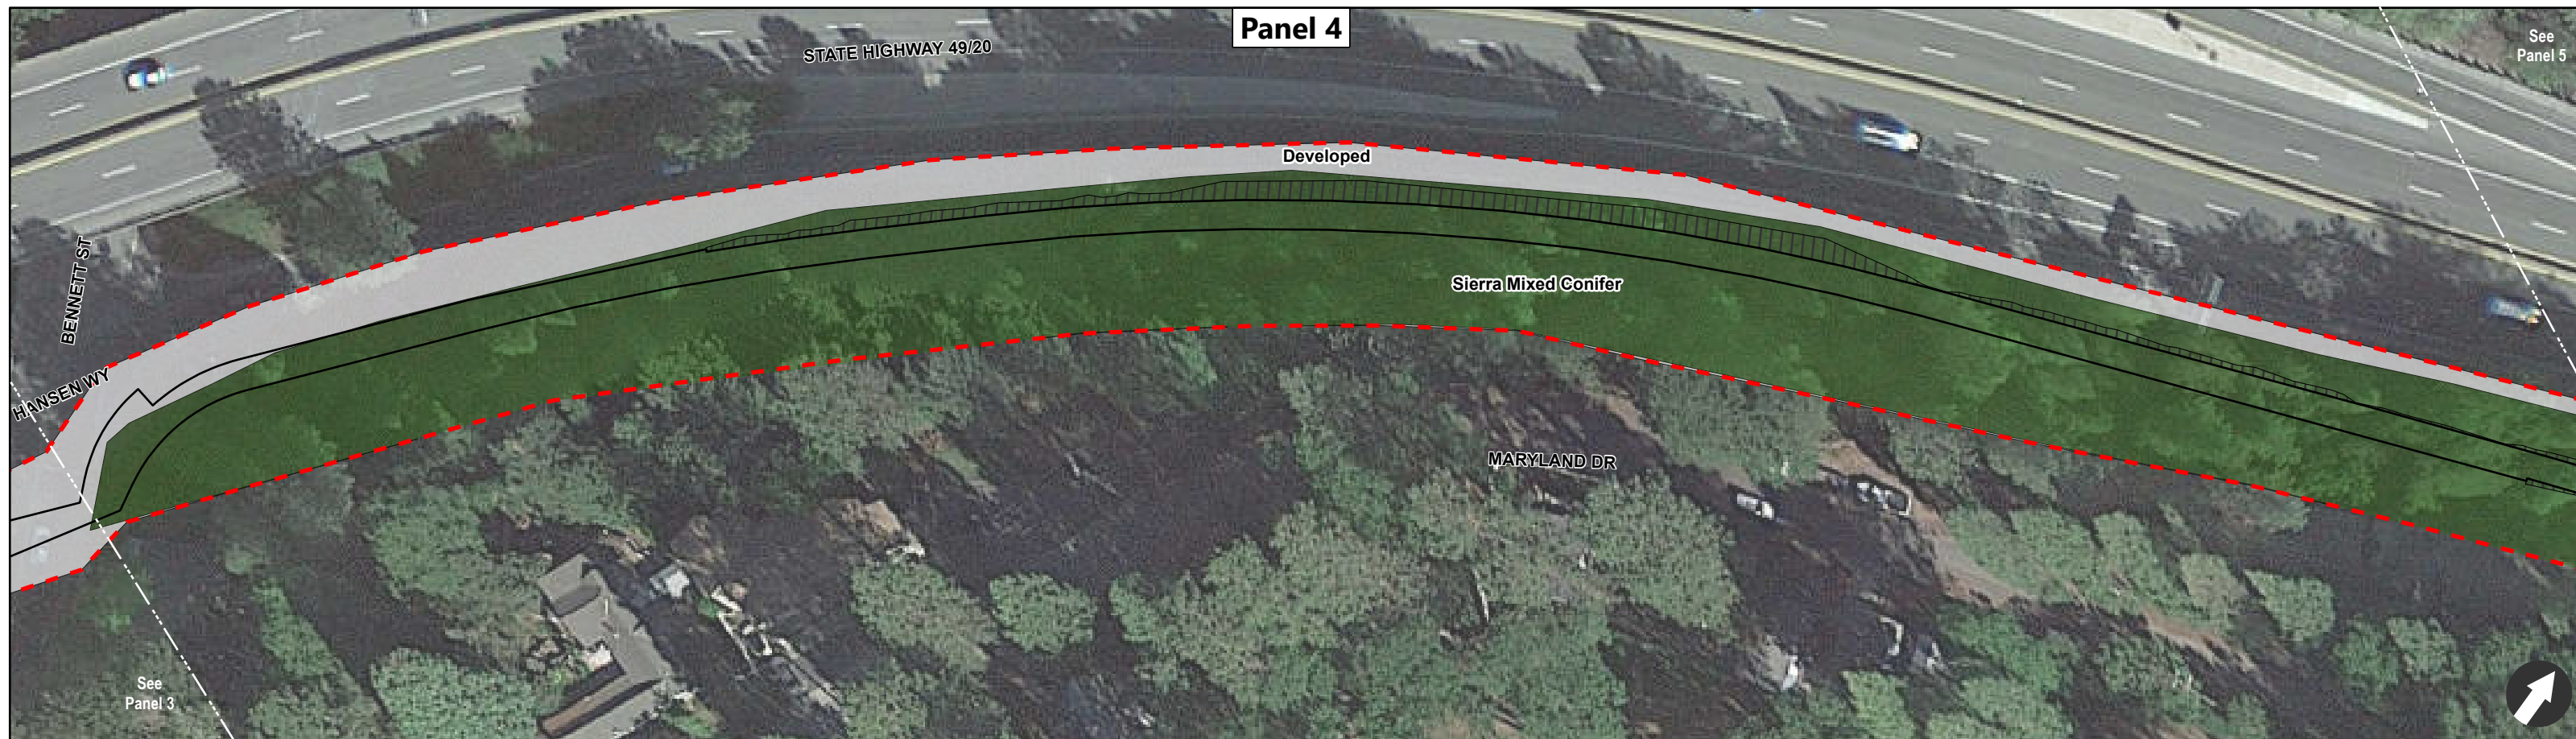 Panel 4
See
Panel 5
STATE HIGHWAY 49/20
Developed
BENNETT ST
Sierra Mixed Conifer
HANSEN WY
MARYLAND DR
See
Panel 3